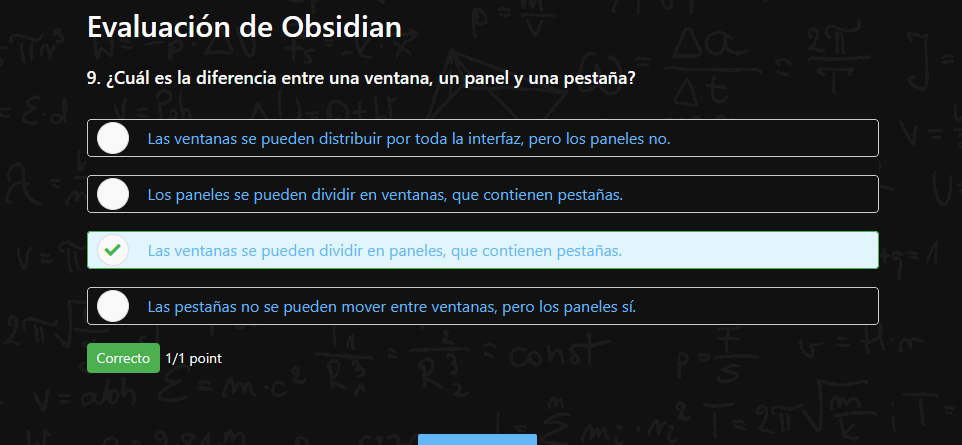 Evaluación de Obsidian
9. ¿Cuál es la diferencia entre una ventana, un panel y una pestaña?
Las ventanas se pueden distribuir por toda la interfaz, pero los paneles no.
Los paneles se pueden dividir en ventanas, que contienen pestañas.
Las ventanas se pueden dividir en paneles, que contienen pestañas.
Las pestañas no se pueden mover entre ventanas, pero los paneles sí.
Correcto 1/1 point